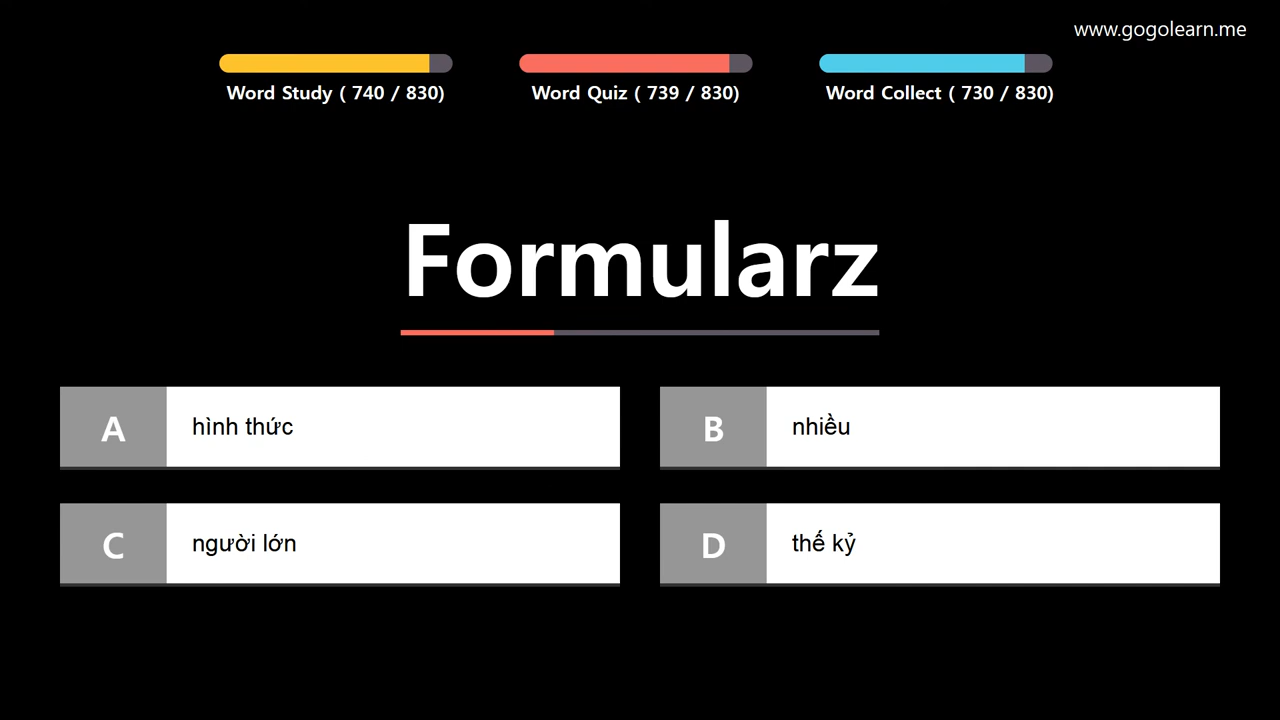 www.gogolearn.me
Word Study ( 740 / 830)
Word Quiz ( 739 / 830)
Word Collect ( 730 / 830)
Formularz
A hình thức
B nhiều
C người lớn
D thế kỷ